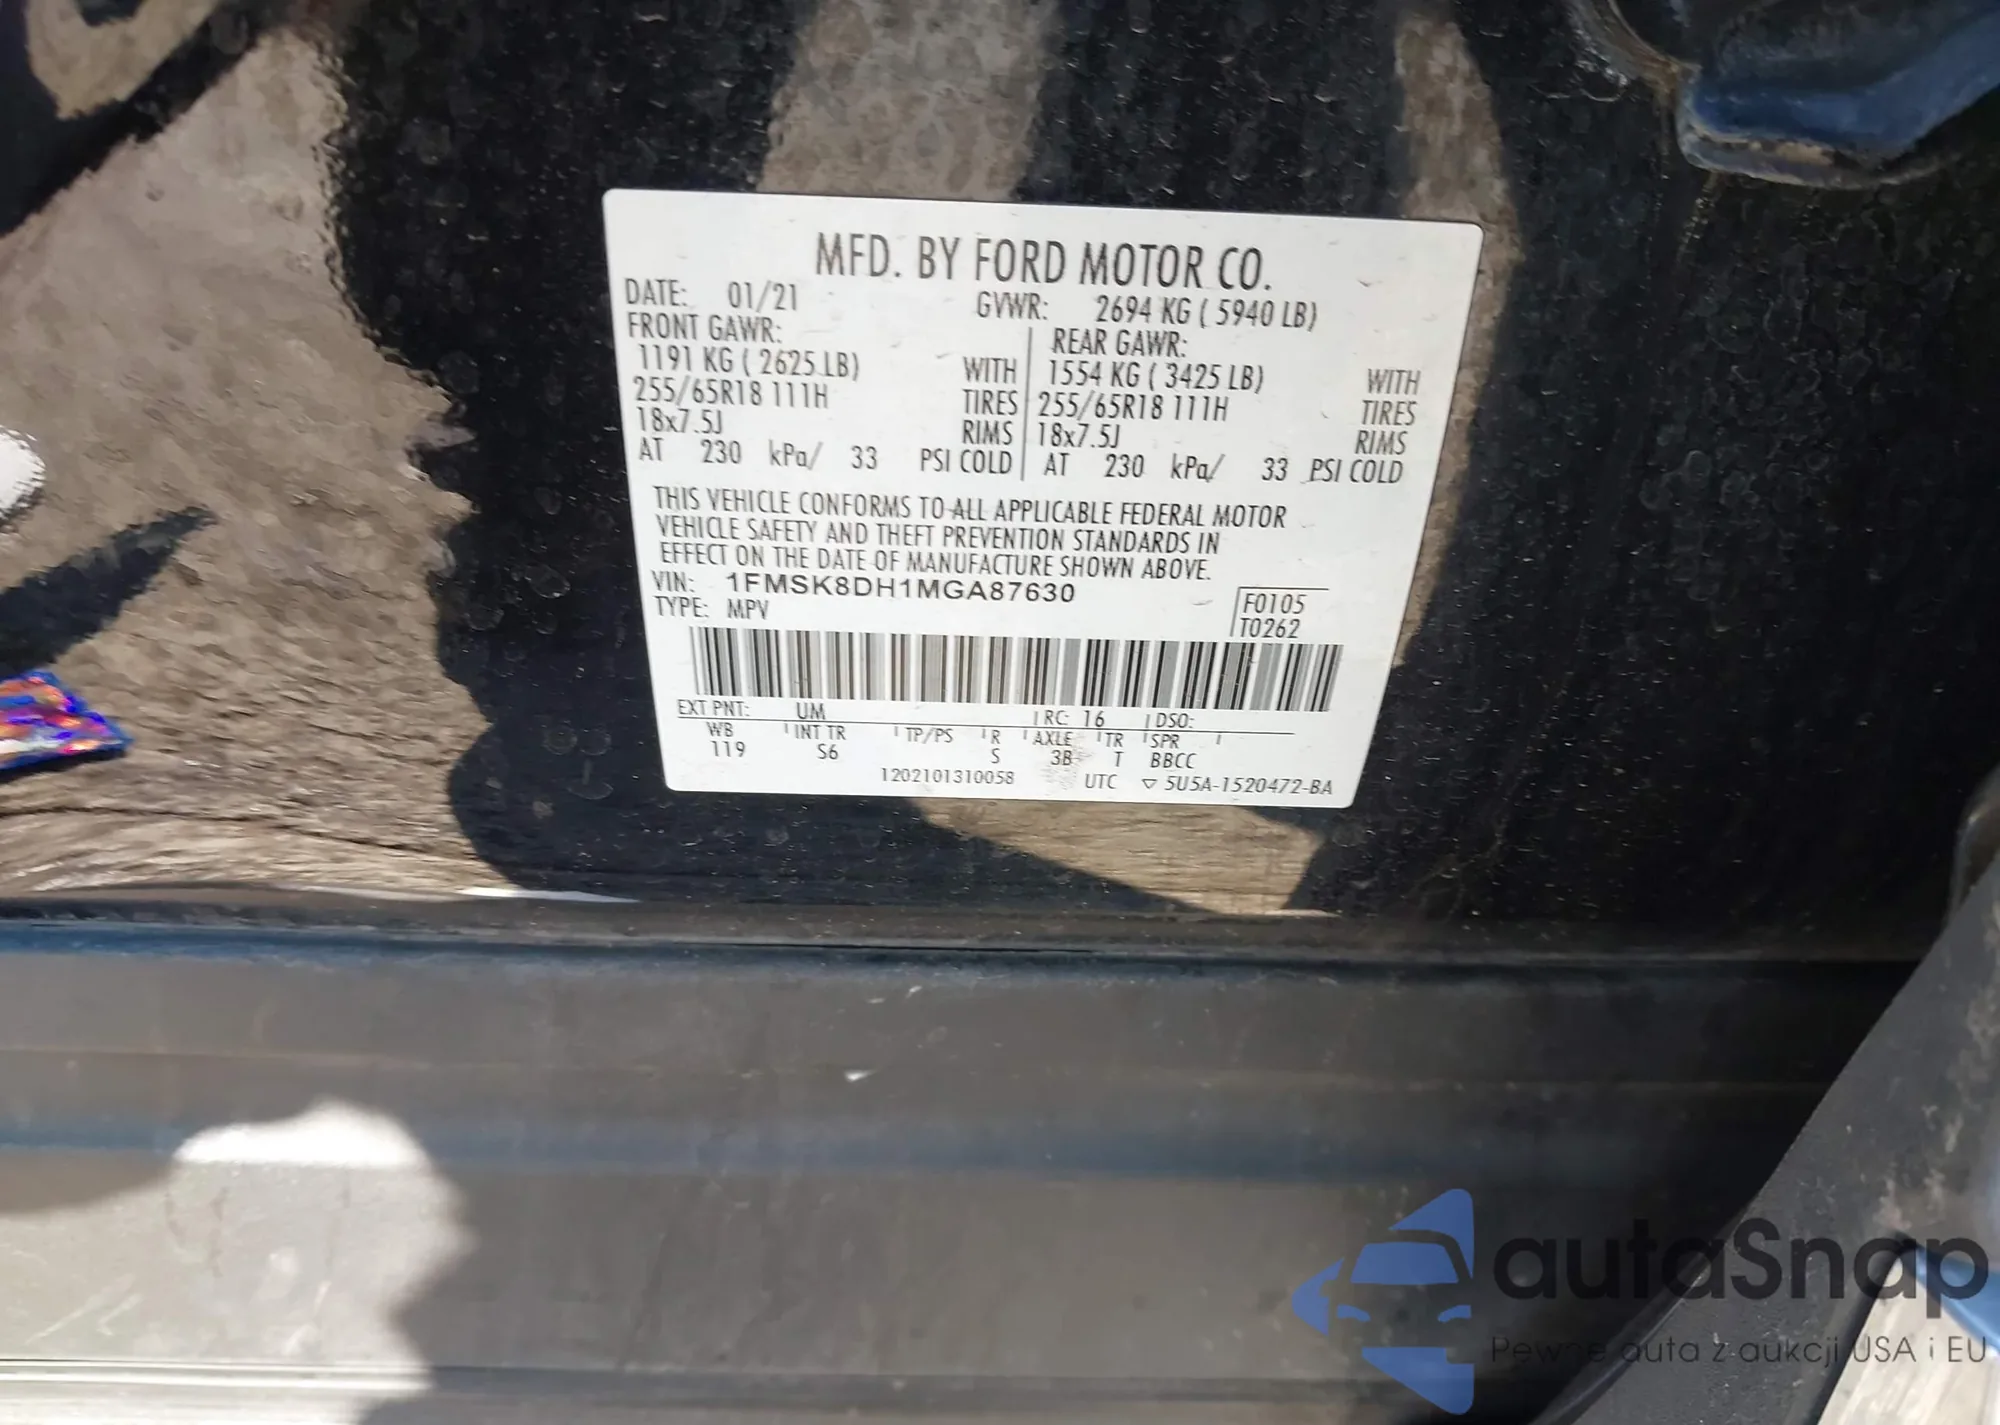 MFD. BY FORD MOTOR CO.
DATE: 01/21 GVWR: 2694 KG ( 5940 LB)
FRONT GAWR: REAR GAWR:
1191 KG ( 2625 LB) WITH 1554 KG ( 3425 LB) WITH
255/65R18 111H TIRES 255/65R18 111H TIRES
18x7.5J RIMS 18x7.5J RIMS
AT 230 kPa/ 33 PSI COLD AT 230 kPa/ 33 PSI COLD
THIS VEHICLE CONFORMS TO ALL APPLICABLE FEDERAL MOTOR
VEHICLE SAFETY AND THEFT PREVENTION STANDARDS IN
EFFECT ON THE DATE OF MANUFACTURE SHOWN ABOVE.
VIN: 1FMSK8DH1MGA87630 F0105
TYPE: MPV T0262
EXT PNT: UM RC: 16 DSO:
WB INT TR TP/PS R AXLE TR SPR
119 S6 S 3B T BBCC
1202101310058 UTC ▽ 5U5A-1520472-BA
autaSnap
Pewne auta z aukcji USA i EU